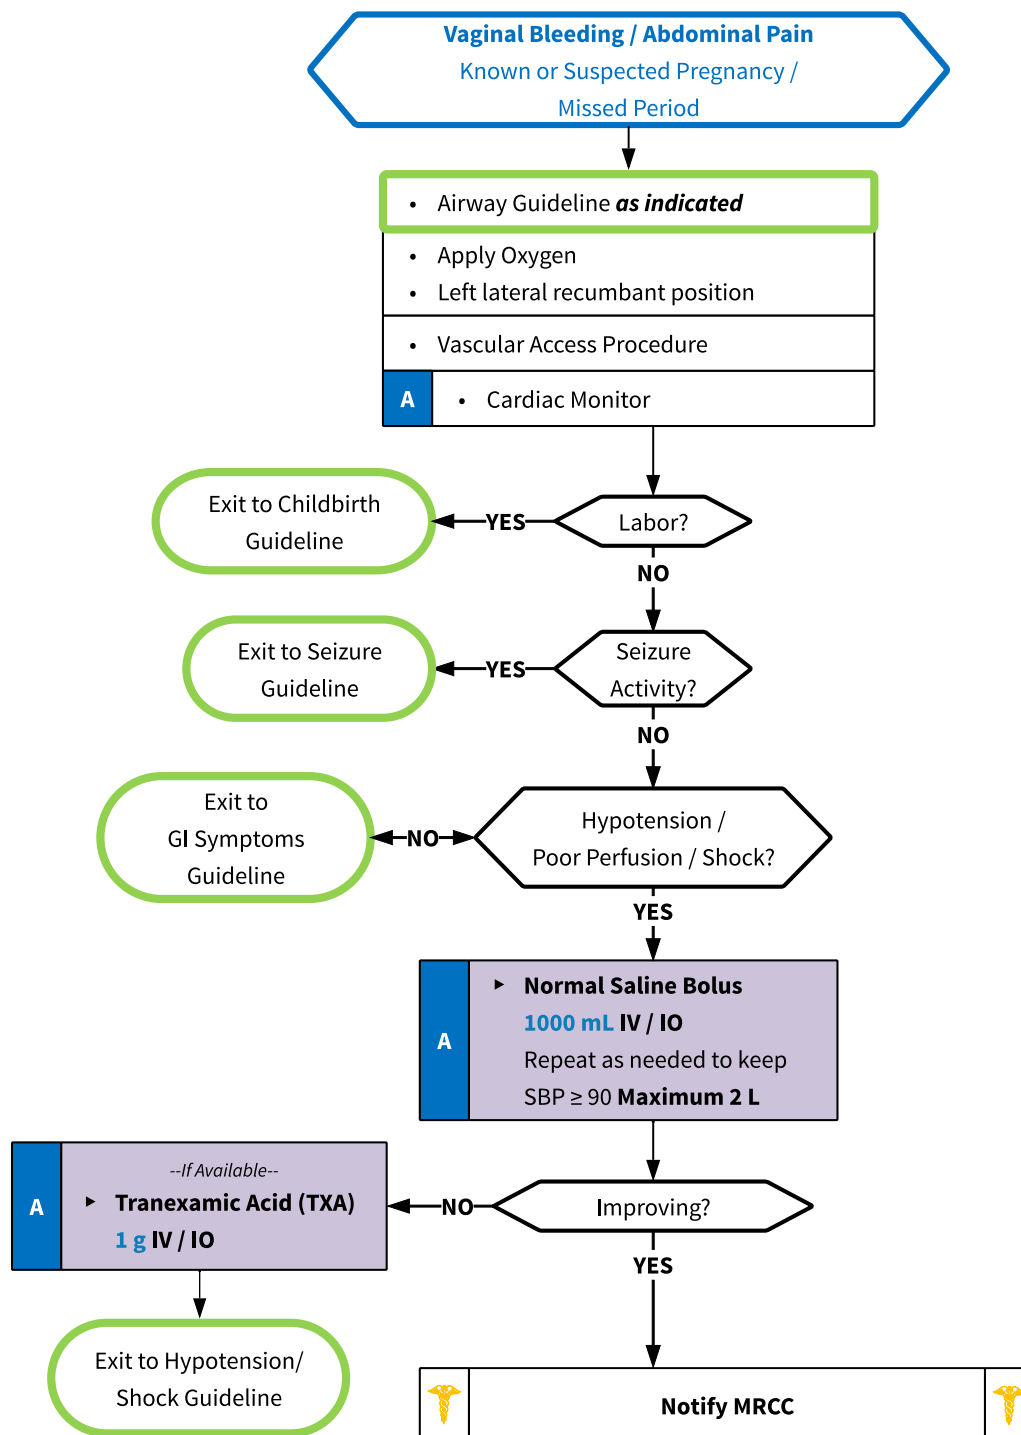 Vaginal Bleeding / Abdominal Pain
Known or Suspected Pregnancy /
Missed Period
• Airway Guideline as indicated
• Apply Oxygen
• Left lateral recumbant position
• Vascular Access Procedure
A • Cardiac Monitor
Labor?
YES
Exit to Childbirth
Guideline
NO
Seizure
Activity?
YES
Exit to Seizure
Guideline
NO
Hypotension /
Poor Perfusion / Shock?
NO
Exit to
GI Symptoms
Guideline
YES
A
▸ Normal Saline Bolus
1000 mL IV / IO
Repeat as needed to keep
SBP ≥ 90 Maximum 2 L
Improving?
NO
A
--If Available--
▸ Tranexamic Acid (TXA)
1 g IV / IO
Exit to Hypotension/
Shock Guideline
YES
Notify MRCC